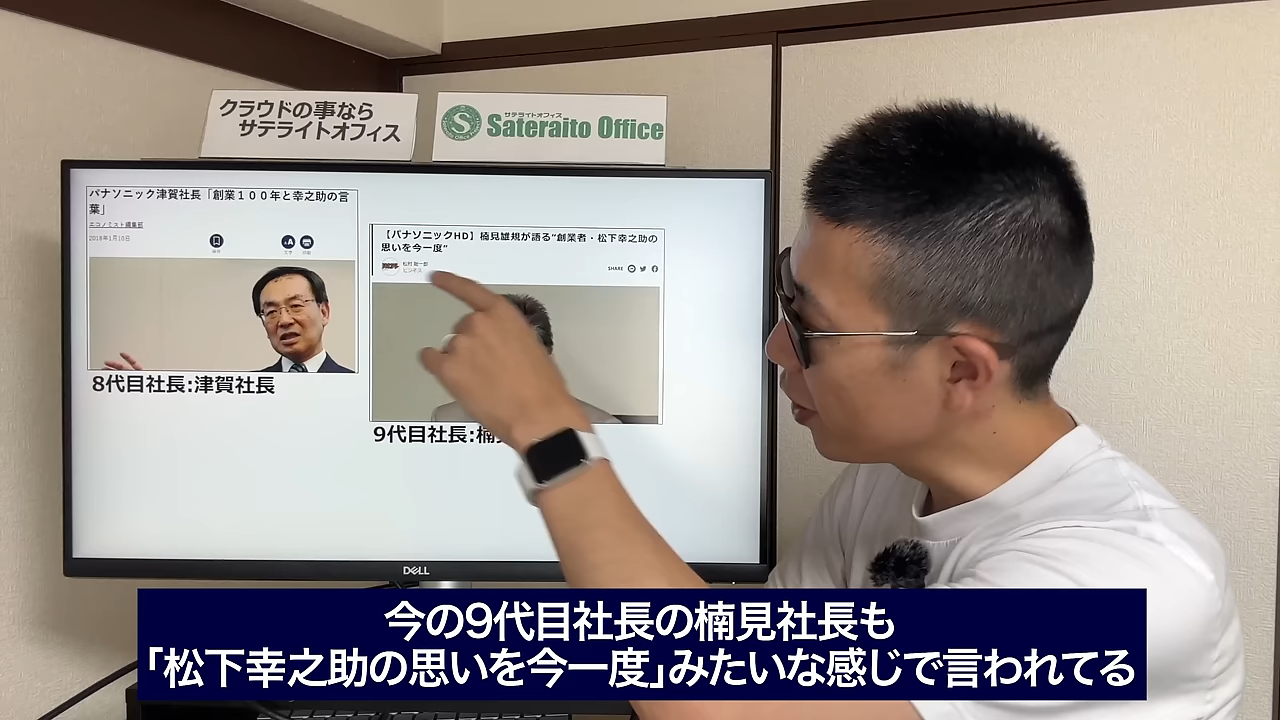 クラウドの事なら
サテライトオフィス
サテライトオフィス
Sateraito Office
パナソニック津賀社長「創業100年と幸之助の言
葉」
エコノミスト編集部
2018年1月10日
8代目社長:津賀社長
【パナソニックHD】楠見雄規が語る"創業者・松下幸之助の
思いを今一度"
ビジネス
SHARE
9代目社長:楠
DELL
今の9代目社長の楠見社長も
「松下幸之助の思いを今一度」みたいな感じで言われてる